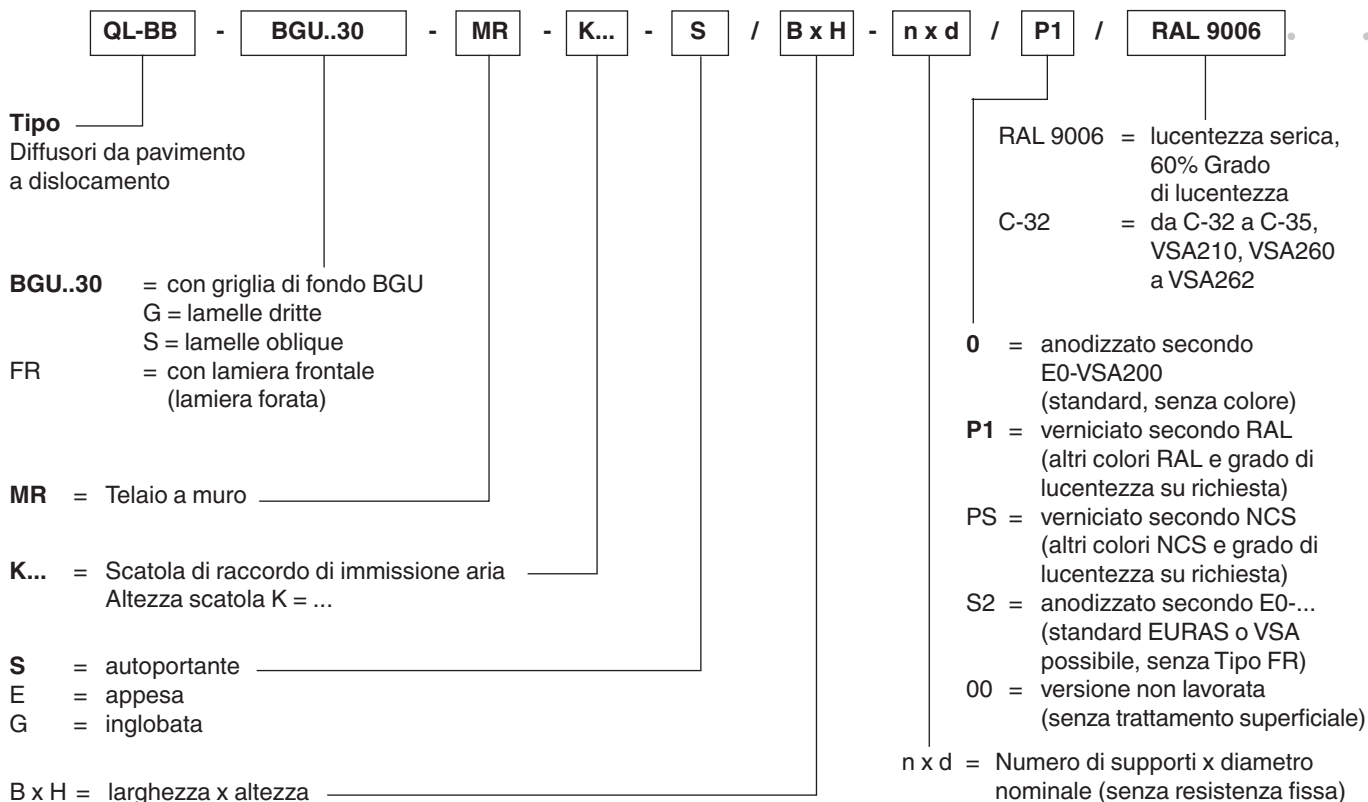 QL-BB - BGU..30 - MR - K... - S / B x H - n x d / P1 / RAL 9006
Tipo
Diffusori da pavimento
a dislocamento
BGU..30 = con griglia di fondo BGU
G = lamelle dritte
S = lamelle oblique
FR = con lamiera frontale
(lamiera forata)
MR = Telaio a muro
K... = Scatola di raccordo di immissione aria
Altezza scatola K = ...
S = autoportante
E = appesa
G = inglobata
B x H = larghezza x altezza
RAL 9006 = lucentezza serica,
60% Grado
di lucentezza
C-32 = da C-32 a C-35,
VSA210, VSA260
a VSA262
0 = anodizzato secondo
E0-VSA200
(standard, senza colore)
P1 = verniciato secondo RAL
(altri colori RAL e grado di
lucentezza su richiesta)
PS = verniciato secondo NCS
(altri colori NCS e grado di
lucentezza su richiesta)
S2 = anodizzato secondo E0-...
(standard EURAS o VSA
possibile, senza Tipo FR)
00 = versione non lavorata
(senza trattamento superficiale)
n x d = Numero di supporti x diametro
nominale (senza resistenza fissa)